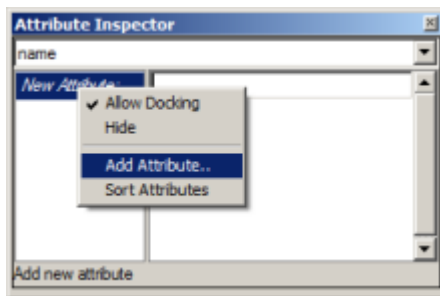 Attribute Inspector
name
New Attribute:
Allow Docking
Hide
Add Attribute..
Sort Attributes
Add new attribute